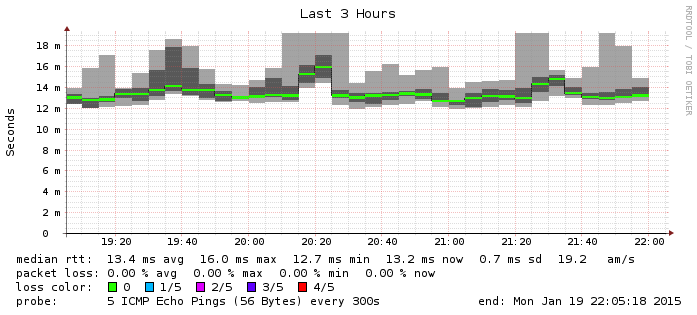 Last 3 Hours
RRDTOOL / TOBI OETIKER
Seconds
18 m
16 m
14 m
12 m
10 m
8 m
6 m
4 m
2 m
0
19:20 19:40 20:00 20:20 20:40 21:00 21:20 21:40 22:00
median rtt: 13.4 ms avg 16.0 ms max 12.7 ms min 13.2 ms now 0.7 ms sd 19.2 am/s
packet loss: 0.00 % avg 0.00 % max 0.00 % min 0.00 % now
loss color: 0 1/5 2/5 3/5 4/5
probe: 5 ICMP Echo Pings (56 Bytes) every 300s end: Mon Jan 19 22:05:18 2015